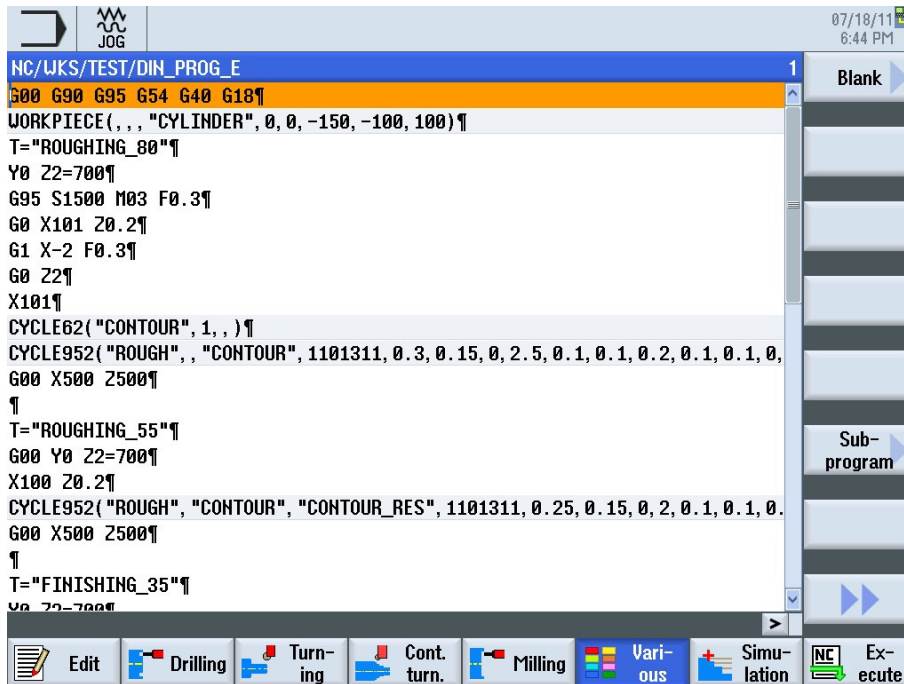 JOG
07/18/11
6:44 PM
NC/WKS/TEST/DIN_PROG_E 1
G00 G90 G95 G54 G40 G18¶
WORKPIECE(,,,"CYLINDER",0,0,-150,-100,100)¶
T="ROUGHING_80"¶
Y0 Z2=700¶
G95 S1500 M03 F0.3¶
G0 X101 Z0.2¶
G1 X-2 F0.3¶
G0 Z2¶
X101¶
CYCLE62("CONTOUR",1,,)¶
CYCLE952("ROUGH",,"CONTOUR",1101311,0.3,0.15,0,2.5,0.1,0.1,0.2,0.1,0.1,0,
G00 X500 Z500¶
¶
T="ROUGHING_55"¶
G00 Y0 Z2=700¶
X100 Z0.2¶
CYCLE952("ROUGH","CONTOUR","CONTOUR_RES",1101311,0.25,0.15,0,2,0.1,0.1,0.
G00 X500 Z500¶
¶
T="FINISHING_35"¶
Y0 Z2=700¶
Blank
Sub-
program
Edit
Drilling
Turn-
ing
Cont.
turn.
Milling
Vari-
ous
Simu-
lation
NC
Ex-
ecute